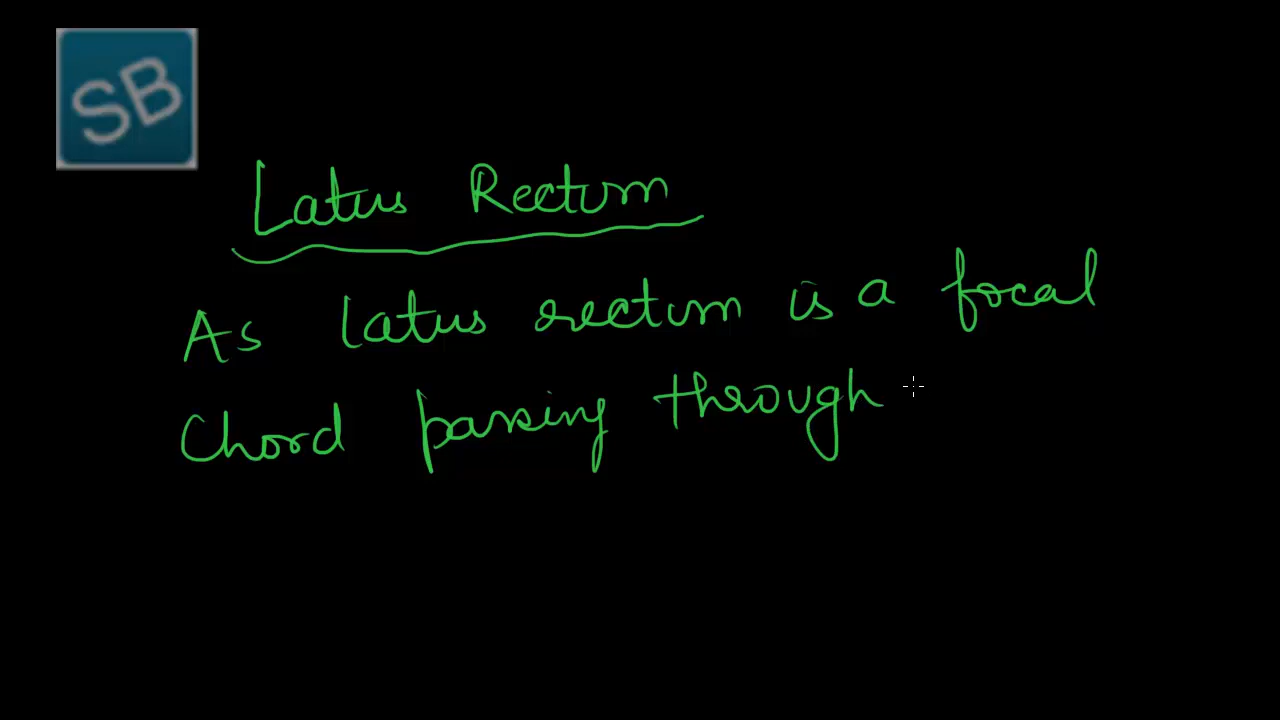 SB
Latus Rectum
As latus rectum is a focal
Chord passing through